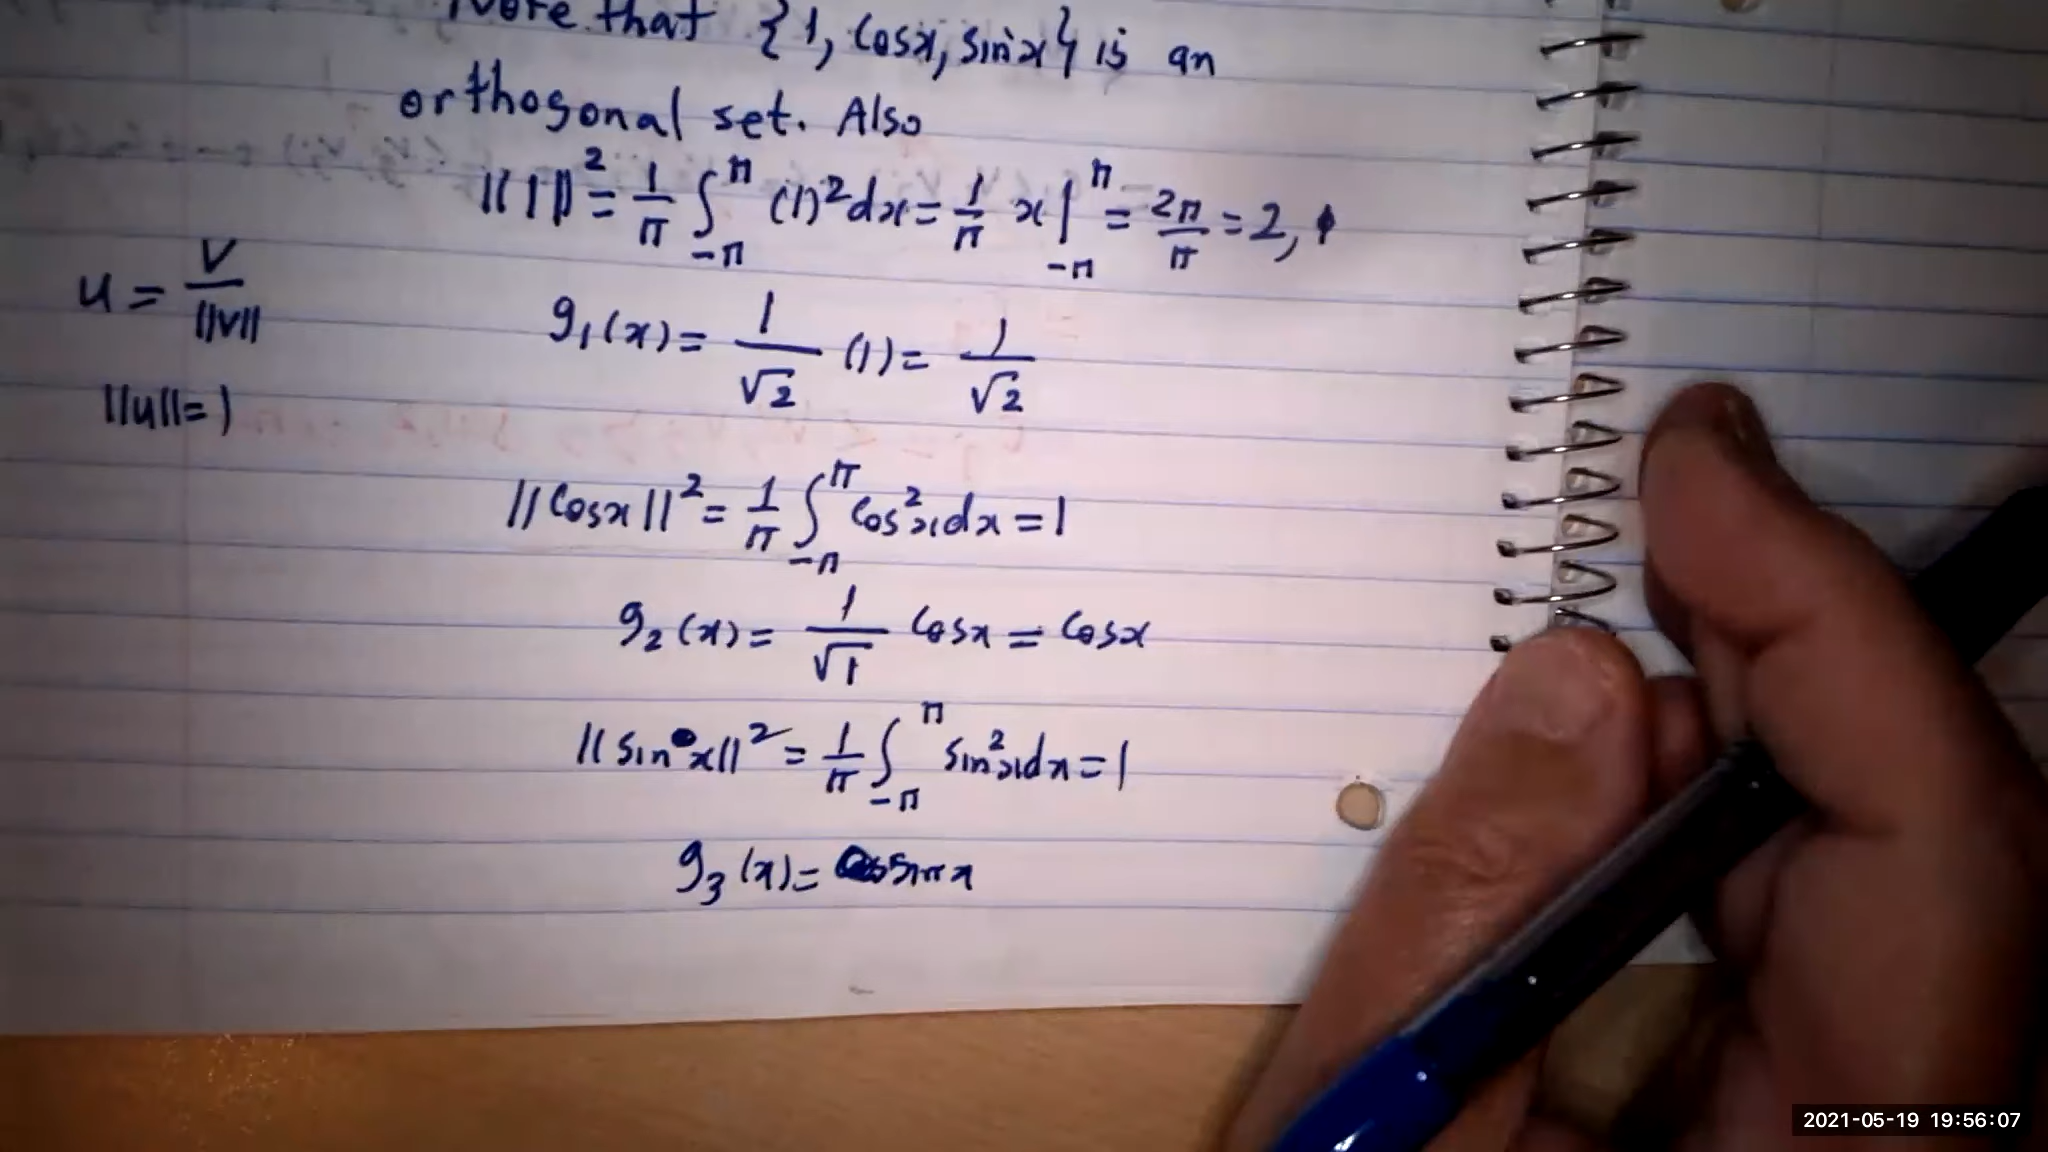 Note that {1, cosx, sinx} is an
orthogonal set. Also
||1||² = 1/π ∫_{-π}^{π} (1)² dx = 1/π x|_{-π}^{π} = 2π/π = 2,
u = v/||v||
g₁(x) = 1/√2 (1) = 1/√2
||u|| = 1
||cosx||² = 1/π ∫_{-π}^{π} cos²x dx = 1
g₂(x) = 1/√1 cosx = cosx
||sin x||² = 1/π ∫_{-π}^{π} sin²x dx = 1
g₃(x) = sinx
2021-05-19 19:56:07